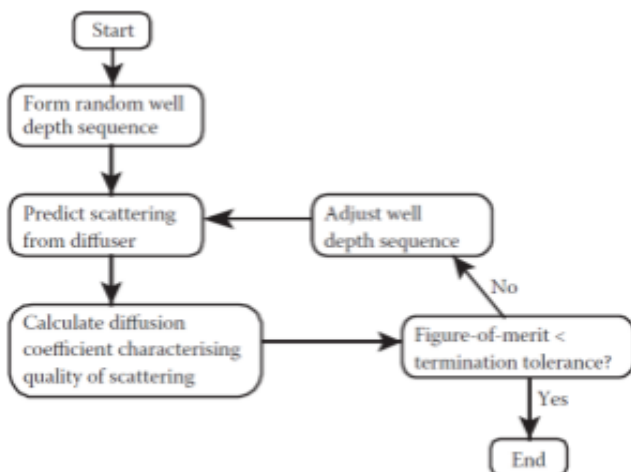 Start
Form random well
depth sequence
Predict scattering
from diffuser
Adjust well
depth sequence
No
Calculate diffusion
coefficient characterising
quality of scattering
Figure-of-merit <
termination tolerance?
Yes
End